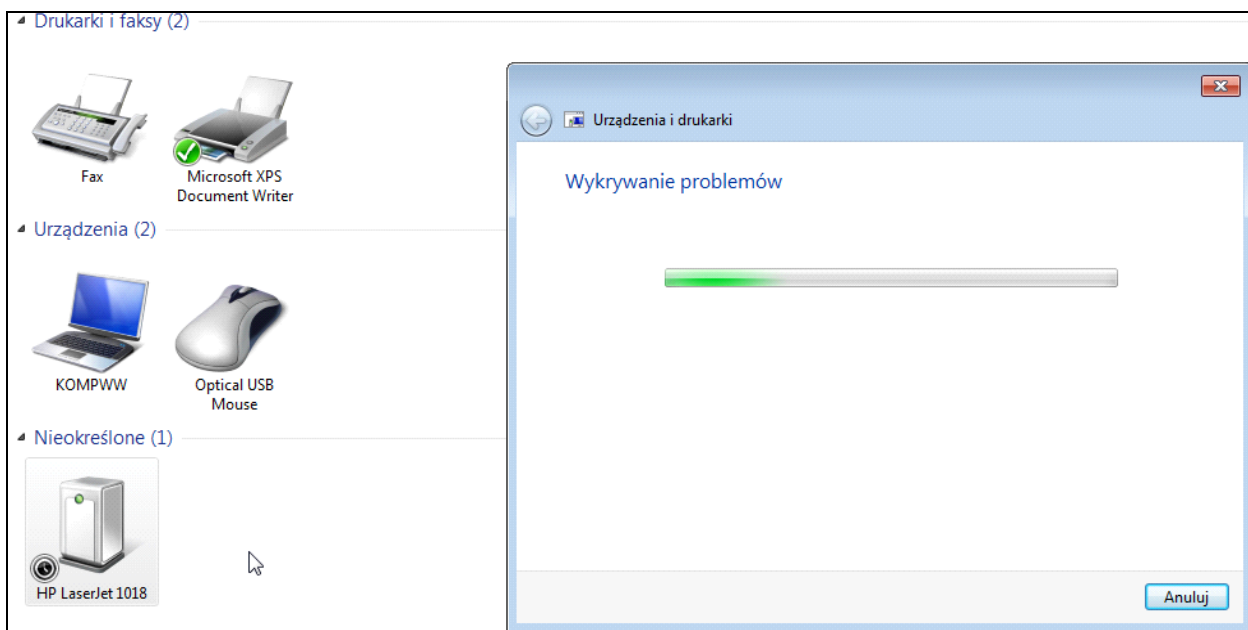 Drukarki i faksy (2)
Fax
Microsoft XPS
Document Writer
Urządzenia (2)
KOMPWW
Optical USB
Mouse
Nieokreślone (1)
HP LaserJet 1018
Urządzenia i drukarki
Wykrywanie problemów
Anuluj